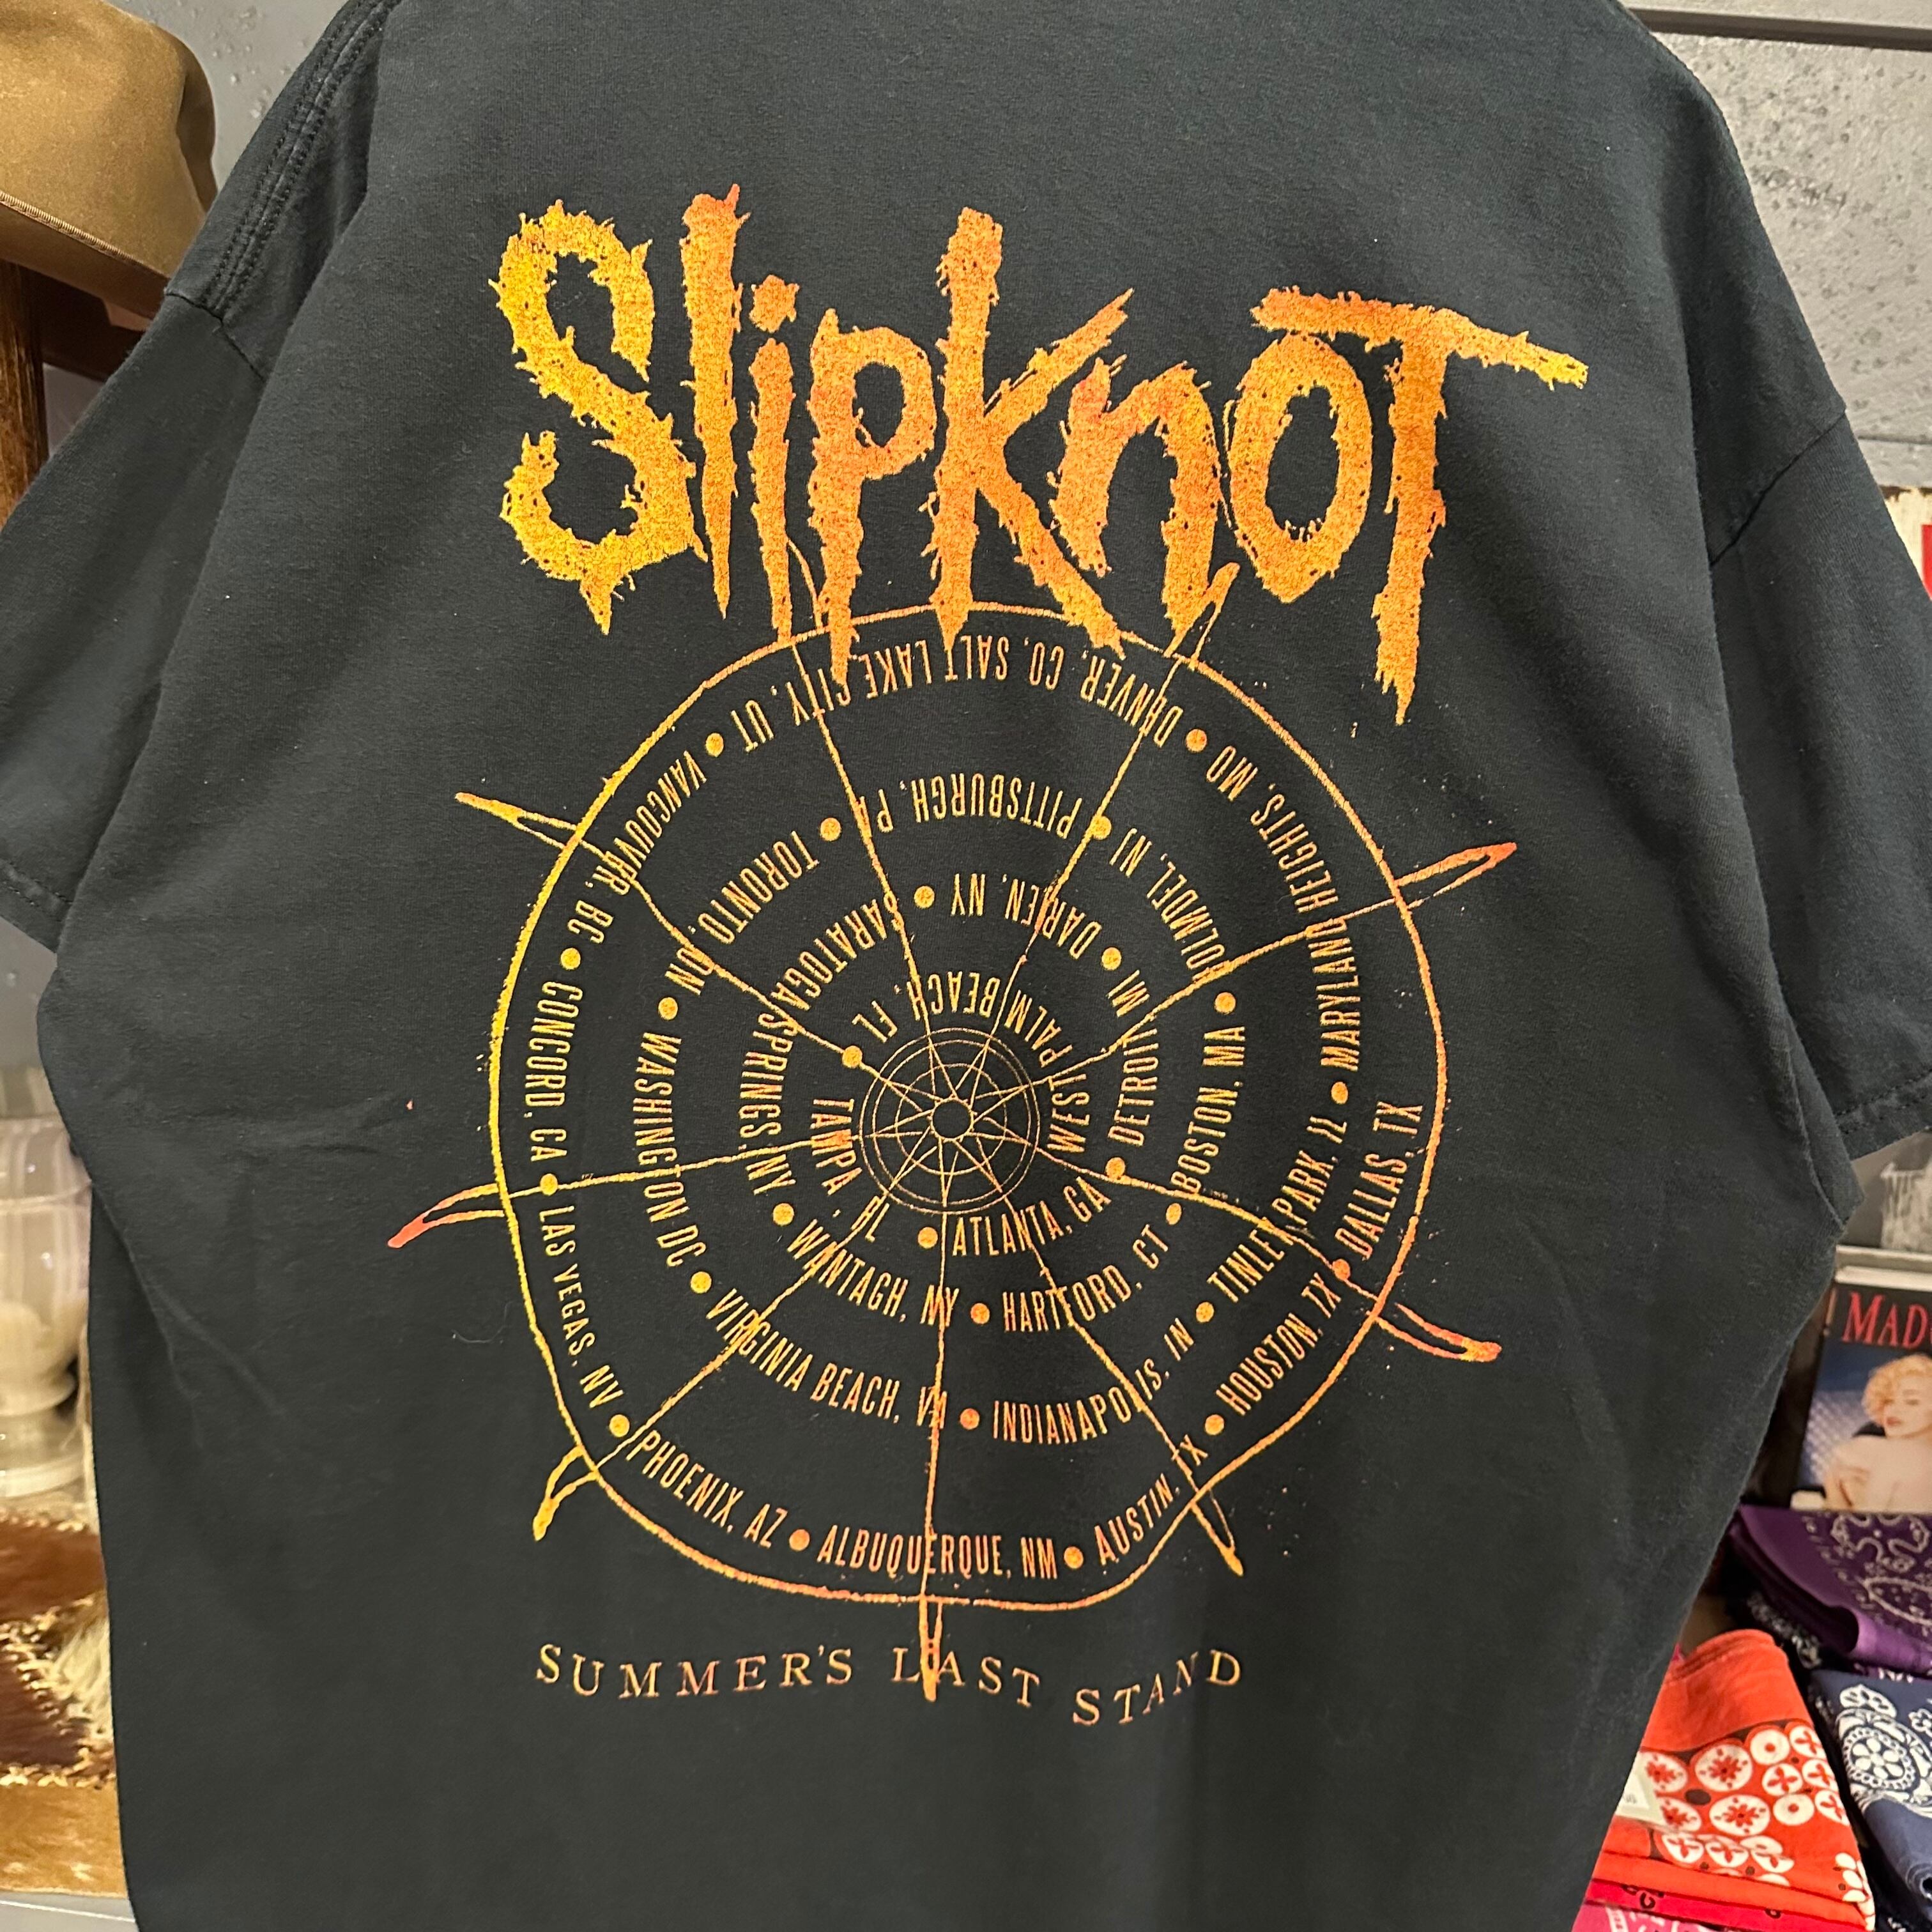 SlipknoT
WEST PALM BEACH, FL • TAMPA, FL • ATLANTA, GA • DETROIT, MI • DARIEN, NY • SARATOGA SPRINGS, NY • WANTAGH, NY • HARTFORD, CT • BOSTON, MA • HOLMDEL, NJ • PITTSBURGH, PA • TORONTO, ON • WASHINGTON DC • VIRGINIA BEACH, VA • INDIANAPOLIS, IN • TINLEY PARK, IL • MARYLAND HEIGHTS, MO • DENVER, CO. SALT LAKE CITY, UT • VANCOUVER, BC • CONCORD, CA • LAS VEGAS, NV • PHOENIX, AZ • ALBUQUERQUE, NM • AUSTIN, TX • HOUSTON, TX • DALLAS, TX
SUMMER'S LAST STAND
MAD